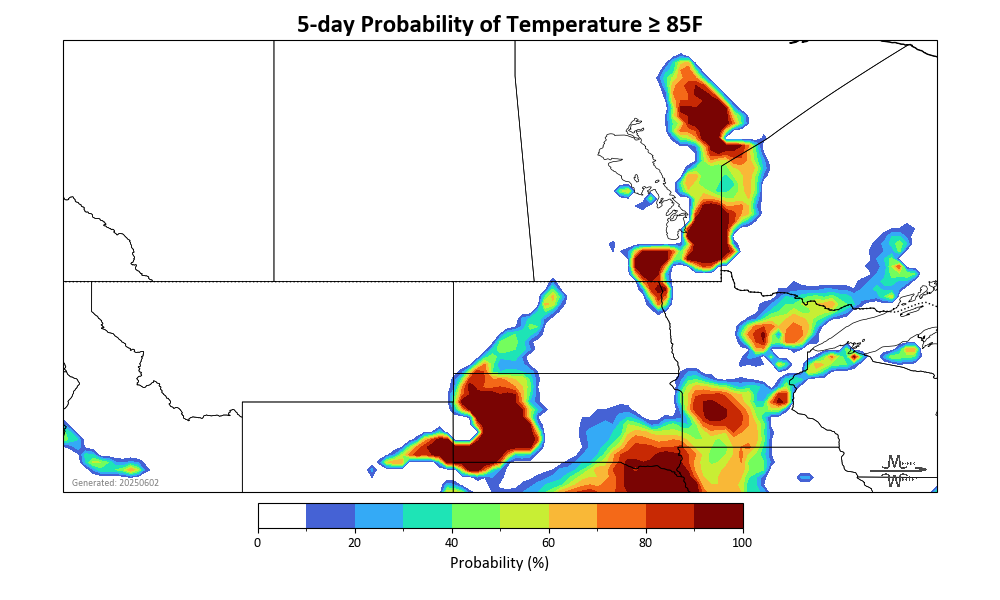 5-day Probability of Temperature ≥ 85F
Generated: 20250602
0 20 40 60 80 100
Probability (%)